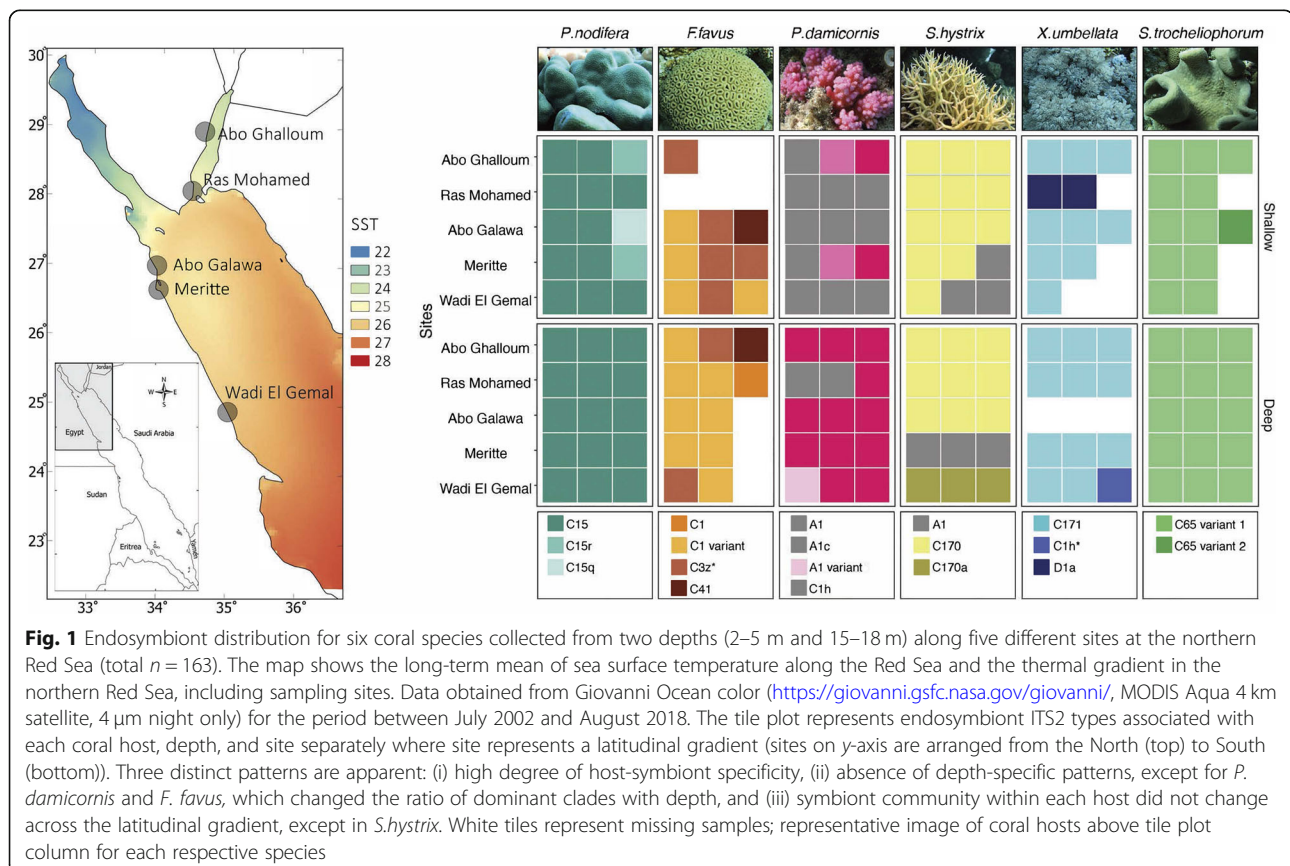 30°
29°
28°
27°
26°
25°
24°
23°
33°
34°
35°
36°
Abo Ghalloum
Ras Mohamed
Abo Galawa
Meritte
Wadi El Gemal
SST
22
23
24
25
26
27
28
N
W
E
S
Jordan
Egypt
Saudi Arabia
Sudan
Eritrea
P.nodifera
F.favus
P.damicornis
S.hystrix
X.umbellata
S.trocheliophorum
Sites
Abo Ghalloum
Ras Mohamed
Abo Galawa
Meritte
Wadi El Gemal
Shallow
Abo Ghalloum
Ras Mohamed
Abo Galawa
Meritte
Wadi El Gemal
Deep
C15
C15r
C15q
C1
C1 variant
C3z*
C41
A1
A1c
A1 variant
C1h
A1
C170
C170a
C171
C1h*
D1a
C65 variant 1
C65 variant 2
Fig. 1 Endosymbiont distribution for six coral species collected from two depths (2–5 m and 15–18 m) along five different sites at the northern
Red Sea (total n = 163). The map shows the long-term mean of sea surface temperature along the Red Sea and the thermal gradient in the
northern Red Sea, including sampling sites. Data obtained from Giovanni Ocean color (https://giovanni.gsfc.nasa.gov/giovanni/, MODIS Aqua 4 km
satellite, 4 μm night only) for the period between July 2002 and August 2018. The tile plot represents endosymbiont ITS2 types associated with
each coral host, depth, and site separately where site represents a latitudinal gradient (sites on y-axis are arranged from the North (top) to South
(bottom)). Three distinct patterns are apparent: (i) high degree of host-symbiont specificity, (ii) absence of depth-specific patterns, except for P.
damicornis and F. favus, which changed the ratio of dominant clades with depth, and (iii) symbiont community within each host did not change
across the latitudinal gradient, except in S.hystrix. White tiles represent missing samples; representative image of coral hosts above tile plot
column for each respective species